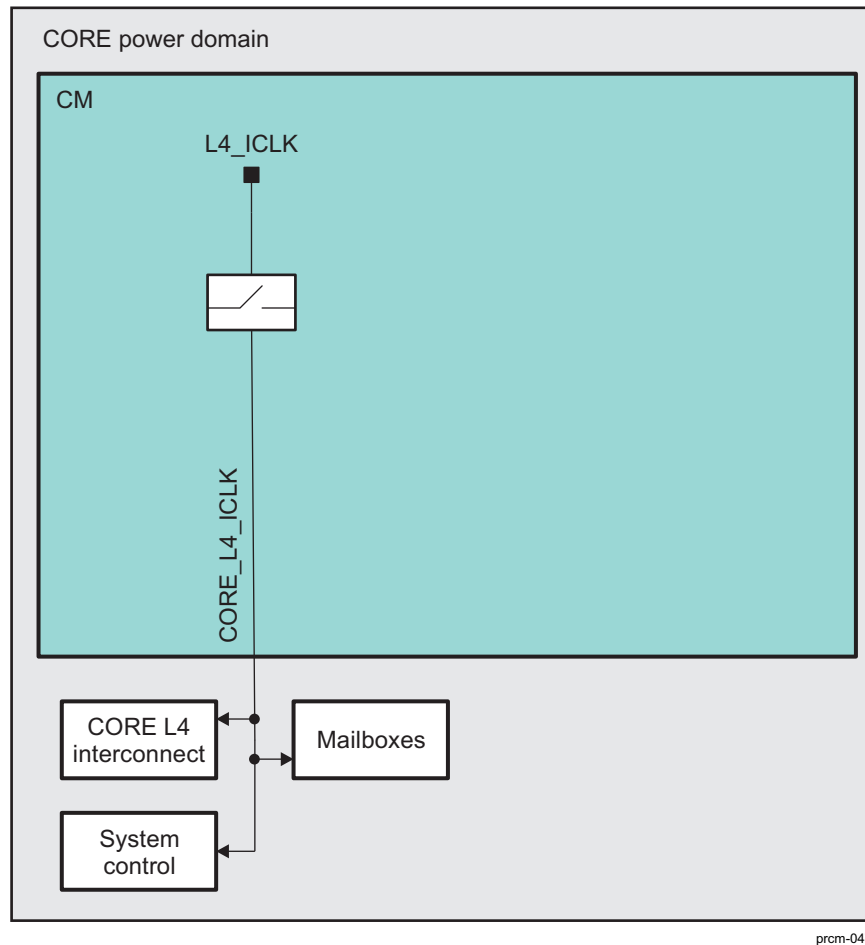 CORE power domain
CM
L4_ICLK
CORE_L4_ICLK
CORE L4
interconnect
Mailboxes
System
control
prcm-04